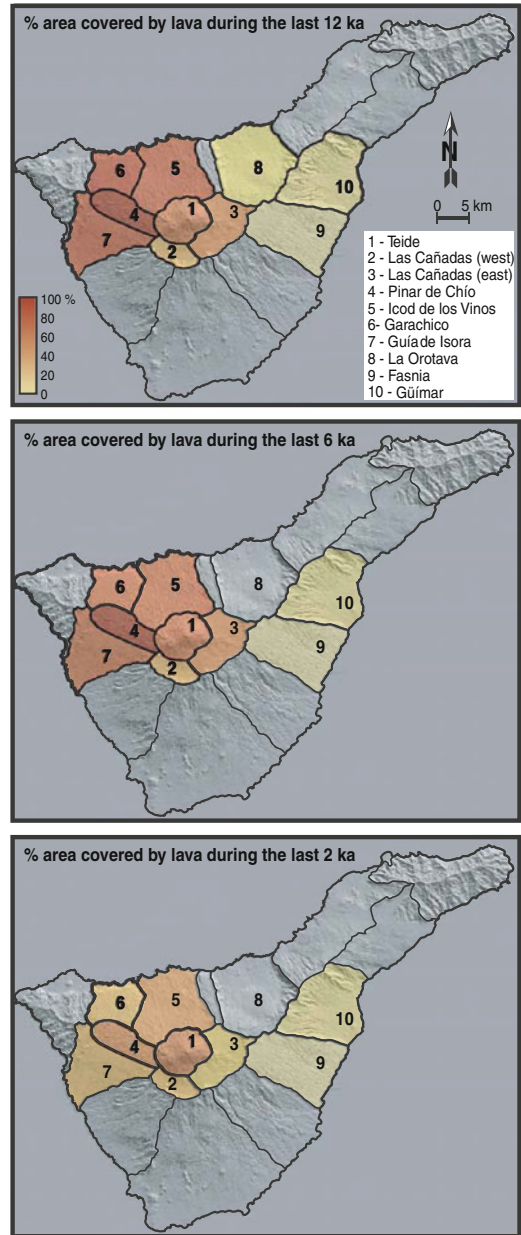 % area covered by lava during the last 12 ka
N
0 5 km
1 - Teide
2 - Las Cañadas (west)
3 - Las Cañadas (east)
4 - Pinar de Chío
5 - Icod de los Vinos
6- Garachico
7 - Guía de Isora
8 - La Orotava
9 - Fasnia
10 - Güímar
100 %
80
60
40
20
0
6
5
8
10
4
1
3
7
2
9
% area covered by lava during the last 6 ka
6
5
8
10
4
1
3
7
2
9
% area covered by lava during the last 2 ka
6
5
8
10
4
1
3
7
2
9